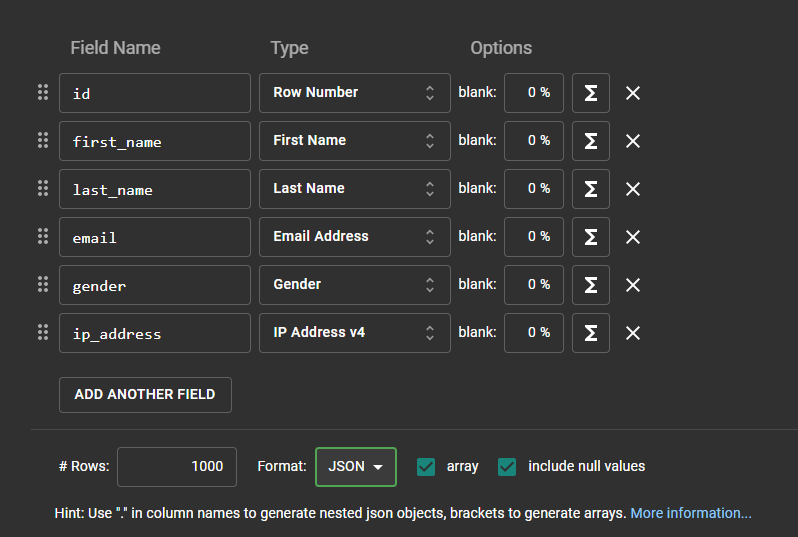 Field Name Type Options
id Row Number blank: 0 % Σ
first_name First Name blank: 0 % Σ
last_name Last Name blank: 0 % Σ
email Email Address blank: 0 % Σ
gender Gender blank: 0 % Σ
ip_address IP Address v4 blank: 0 % Σ
ADD ANOTHER FIELD
# Rows: 1000 Format: JSON array include null values
Hint: Use "." in column names to generate nested json objects, brackets to generate arrays. More information...